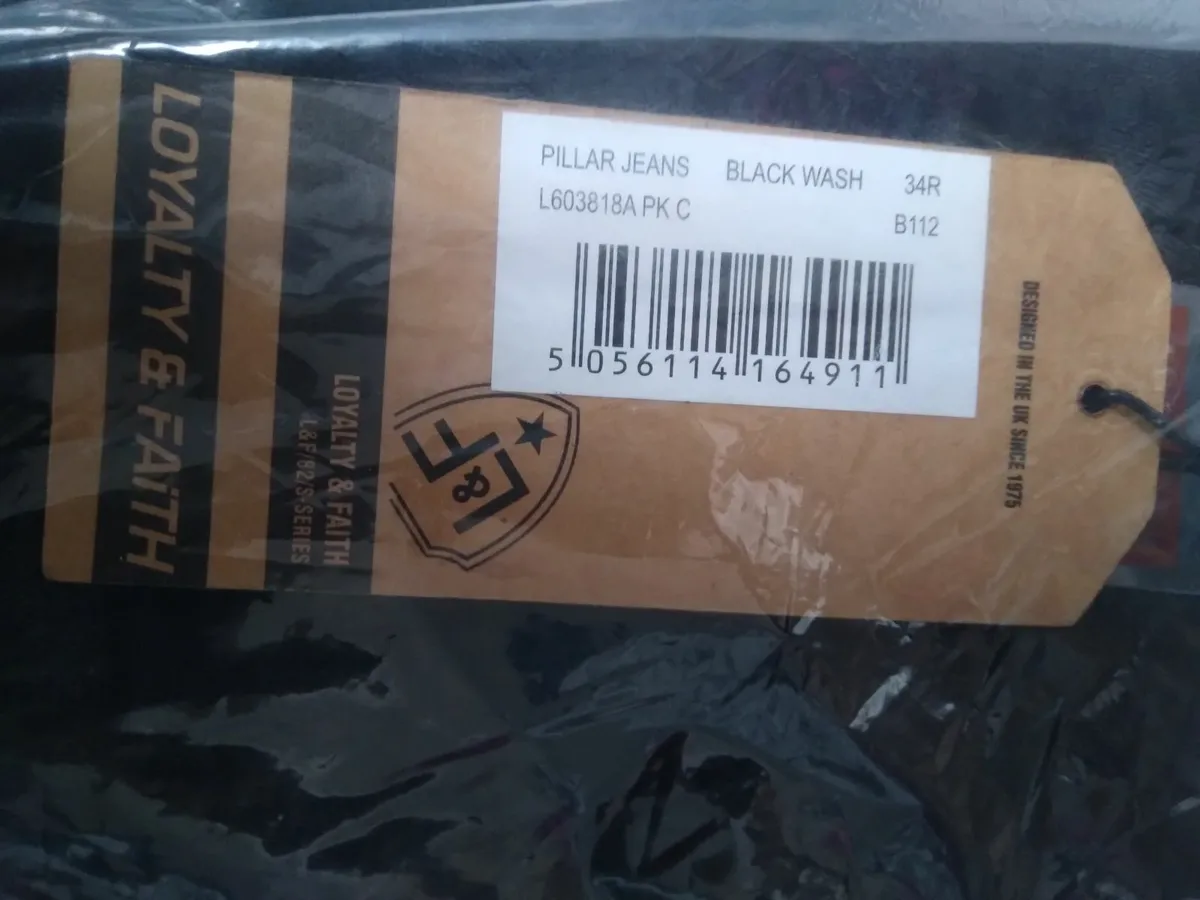 PILLAR JEANS BLACK WASH 34R
L603818A PK C B112
5 056114 164911
DESIGNED IN THE UK SINCE 1975
L&F
LOYALTY & FAITH
L&F/82/S:SERIES
LOYALTY & FAITH